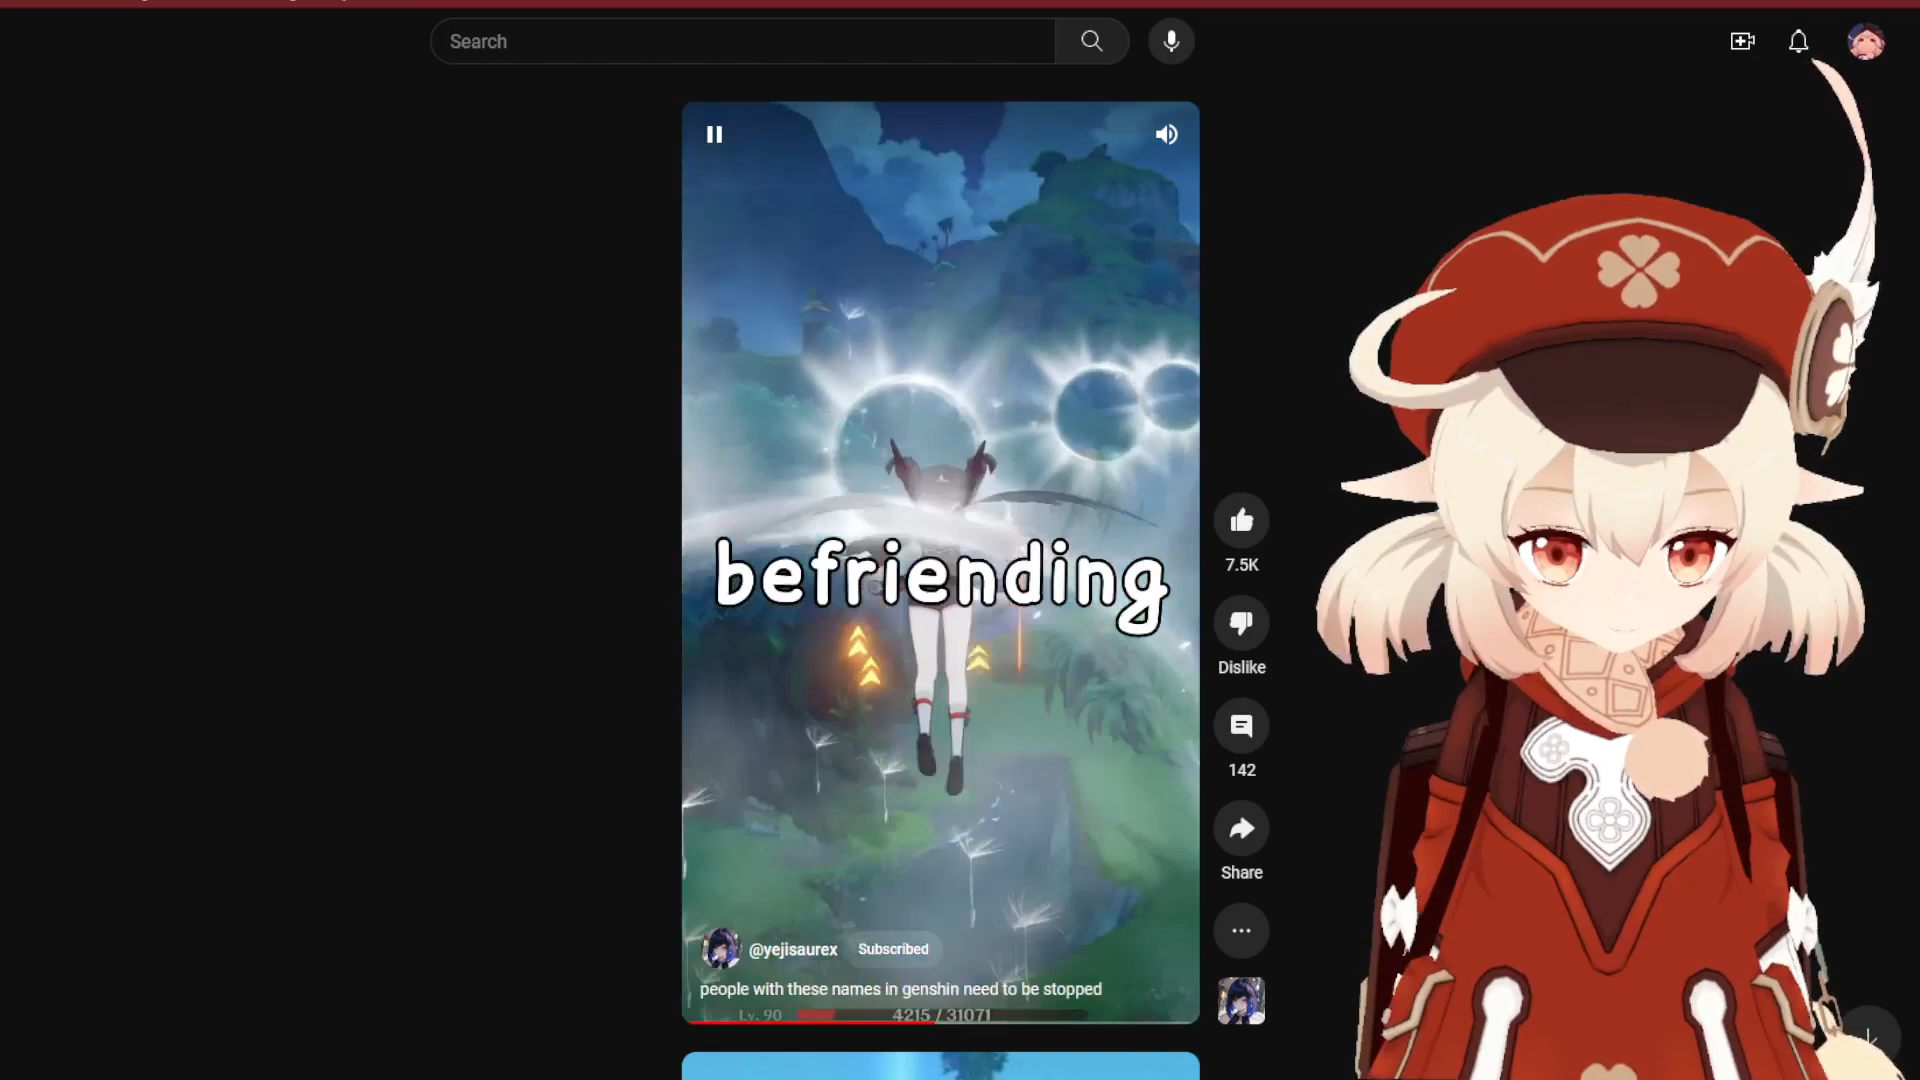 Search
befriending
7.5K
Dislike
142
Share
@yejisaurex Subscribed
people with these names in genshin need to be stopped
Lv. 90 4215 / 31071